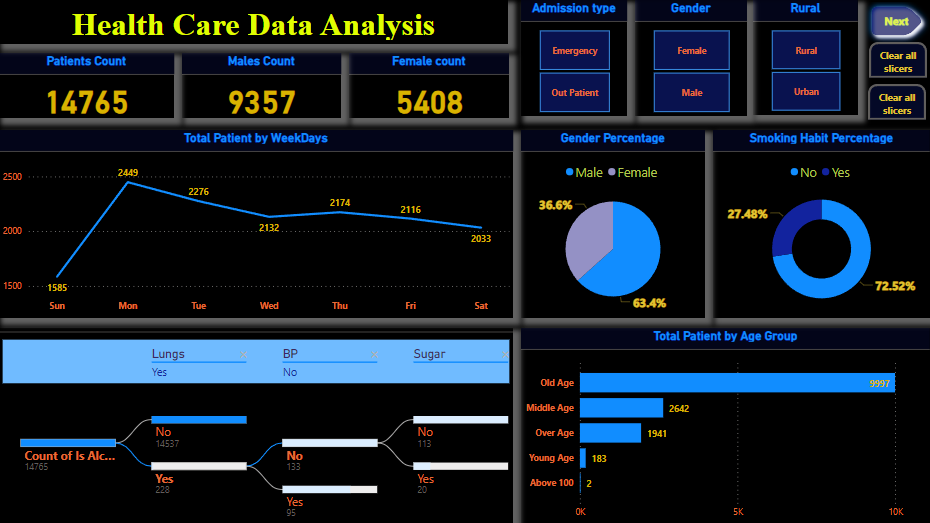 Health Care Data Analysis
Admission type
Gender
Rural
Next
Emergency
Female
Rural
Clear all
slicers
Out Patient
Male
Urban
Clear all
slicers
Patients Count
Males Count
Female count
14765
9357
5408
Total Patient by WeekDays
2500
2000
1500
1585
2449
2276
2132
2174
2116
2033
Sun
Mon
Tue
Wed
Thu
Fri
Sat
Gender Percentage
Male Female
36.6%
63.4%
Smoking Habit Percentage
No Yes
27.48%
72.52%
Lungs
Yes
BP
No
Sugar
Count of Is Alc...
14765
No
14537
Yes
228
No
133
Yes
95
No
113
Yes
20
Total Patient by Age Group
Old Age 9997
Middle Age 2642
Over Age 1941
Young Age 183
Above 100 2
0K 5K 10K